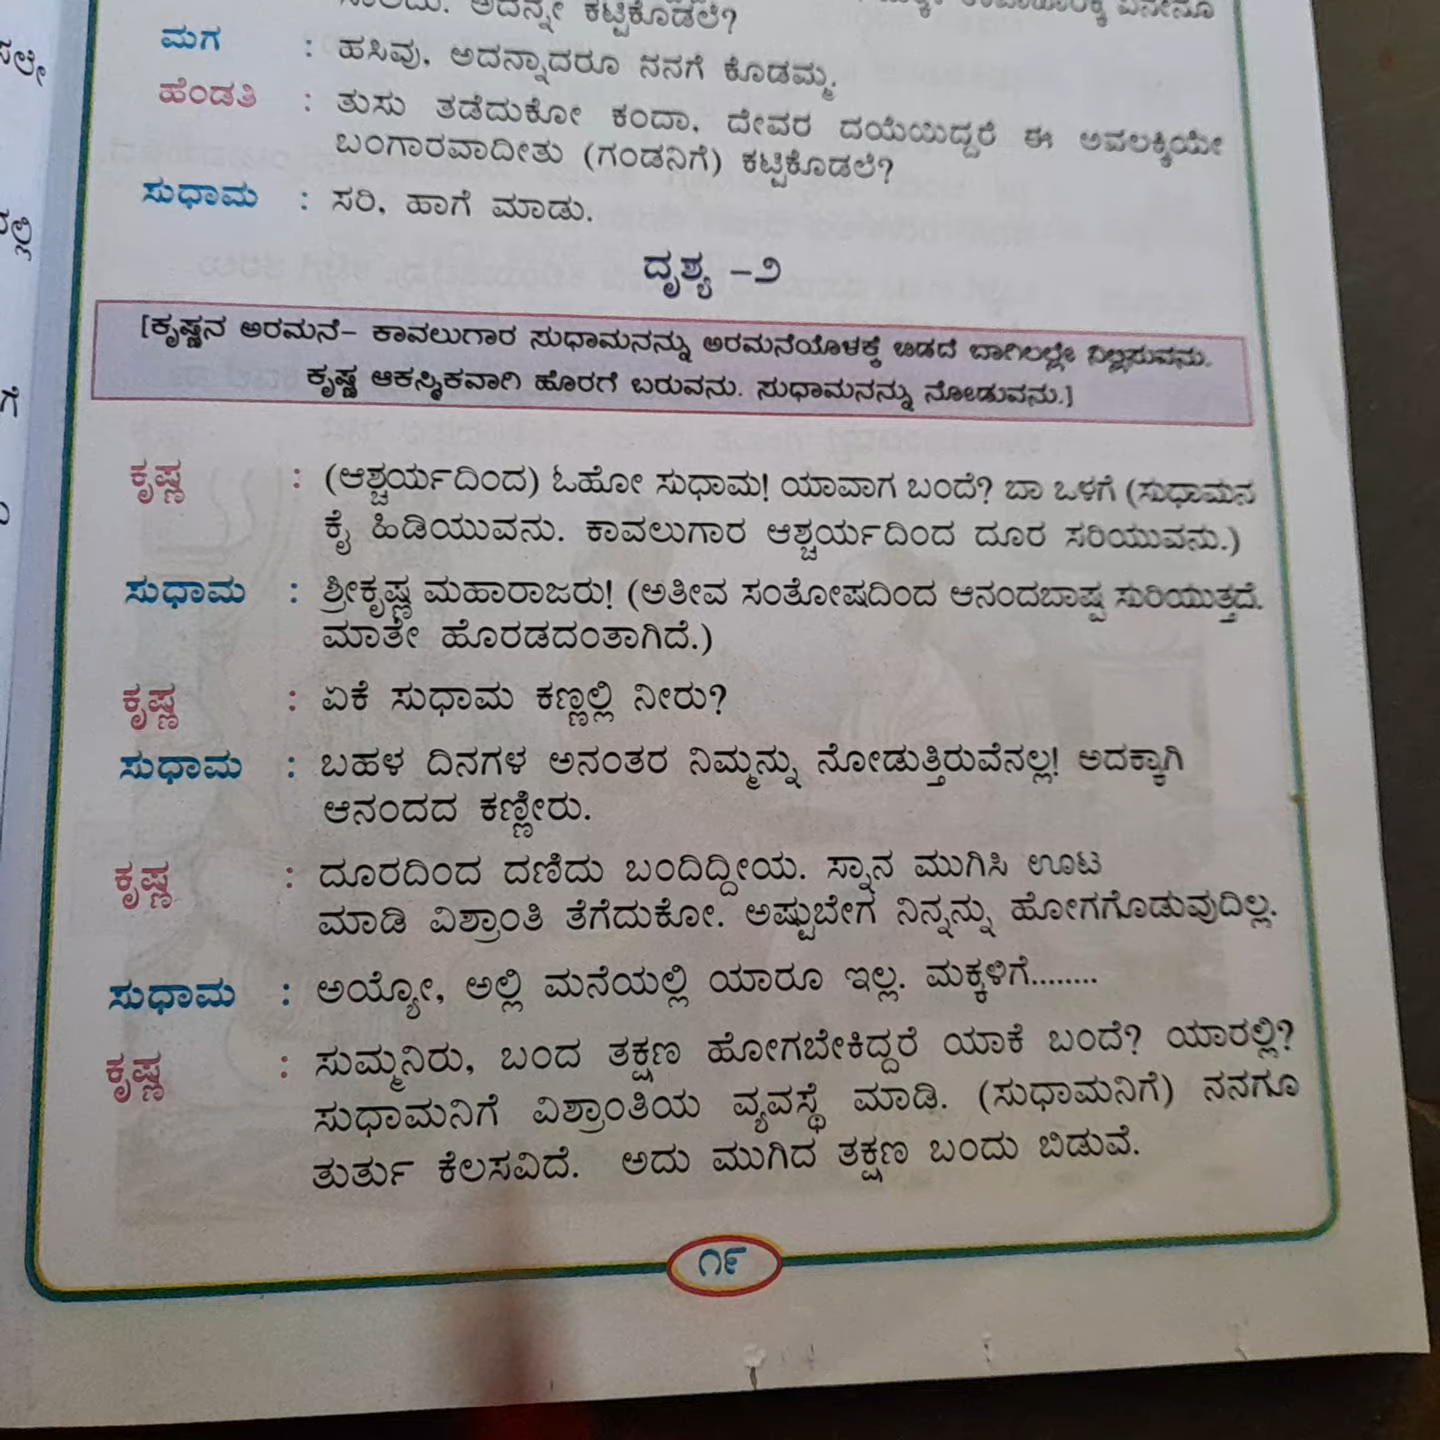 ಅದನ್ನೇ ಕಟ್ಟಿಕೊಡಲೆ?
ಮಗ : ಹಸಿವು, ಅದನ್ನಾದರೂ ನನಗೆ ಕೊಡಮ್ಮ.
ಹೆಂಡತಿ : ತುಸು ತಡೆದುಕೋ ಕಂದಾ, ದೇವರ ದಯೆಯಿದ್ದರೆ ಈ ಅವಲಕ್ಕಿಯೇ
ಬಂಗಾರವಾದೀತು (ಗಂಡನಿಗೆ) ಕಟ್ಟಿಕೊಡಲೆ?
ಸುಧಾಮ : ಸರಿ, ಹಾಗೆ ಮಾಡು.
ದೃಶ್ಯ -೨
[ಕೃಷ್ಣನ ಅರಮನೆ- ಕಾವಲುಗಾರ ಸುಧಾಮನನ್ನು ಅರಮನೆಯೊಳಕ್ಕೆ ಬಿಡದೆ ಬಾಗಿಲಲ್ಲೇ ನಿಲ್ಲಿಸುವನು.
ಕೃಷ್ಣ ಆಕಸ್ಮಿಕವಾಗಿ ಹೊರಗೆ ಬರುವನು. ಸುಧಾಮನನ್ನು ನೋಡುವನು.]
ಕೃಷ್ಣ : (ಆಶ್ಚರ್ಯದಿಂದ) ಓಹೋ ಸುಧಾಮ! ಯಾವಾಗ ಬಂದೆ? ಬಾ ಒಳಗೆ (ಸುಧಾಮನ
ಕೈ ಹಿಡಿಯುವನು. ಕಾವಲುಗಾರ ಆಶ್ಚರ್ಯದಿಂದ ದೂರ ಸರಿಯುವನು.)
ಸುಧಾಮ : ಶ್ರೀಕೃಷ್ಣ ಮಹಾರಾಜರು! (ಅತೀವ ಸಂತೋಷದಿಂದ ಆನಂದಬಾಷ್ಪ ಸುರಿಯುತ್ತದೆ.
ಮಾತೇ ಹೊರಡದಂತಾಗಿದೆ.)
ಕೃಷ್ಣ : ಏಕೆ ಸುಧಾಮ ಕಣ್ಣಲ್ಲಿ ನೀರು?
ಸುಧಾಮ : ಬಹಳ ದಿನಗಳ ಅನಂತರ ನಿಮ್ಮನ್ನು ನೋಡುತ್ತಿರುವೆನಲ್ಲ! ಅದಕ್ಕಾಗಿ
ಆನಂದದ ಕಣ್ಣೀರು.
ಕೃಷ್ಣ : ದೂರದಿಂದ ದಣಿದು ಬಂದಿದ್ದೀಯ. ಸ್ನಾನ ಮುಗಿಸಿ ಊಟ
ಮಾಡಿ ವಿಶ್ರಾಂತಿ ತೆಗೆದುಕೋ. ಅಷ್ಟುಬೇಗ ನಿನ್ನನ್ನು ಹೋಗಗೊಡುವುದಿಲ್ಲ.
ಸುಧಾಮ : ಅಯ್ಯೋ, ಅಲ್ಲಿ ಮನೆಯಲ್ಲಿ ಯಾರೂ ಇಲ್ಲ. ಮಕ್ಕಳಿಗೆ........
ಕೃಷ್ಣ : ಸುಮ್ಮನಿರು, ಬಂದ ತಕ್ಷಣ ಹೋಗಬೇಕಿದ್ದರೆ ಯಾಕೆ ಬಂದೆ? ಯಾರಲ್ಲಿ?
ಸುಧಾಮನಿಗೆ ವಿಶ್ರಾಂತಿಯ ವ್ಯವಸ್ಥೆ ಮಾಡಿ. (ಸುಧಾಮನಿಗೆ) ನನಗೂ
ತುರ್ತು ಕೆಲಸವಿದೆ. ಅದು ಮುಗಿದ ತಕ್ಷಣ ಬಂದು ಬಿಡುವೆ.
೧೯